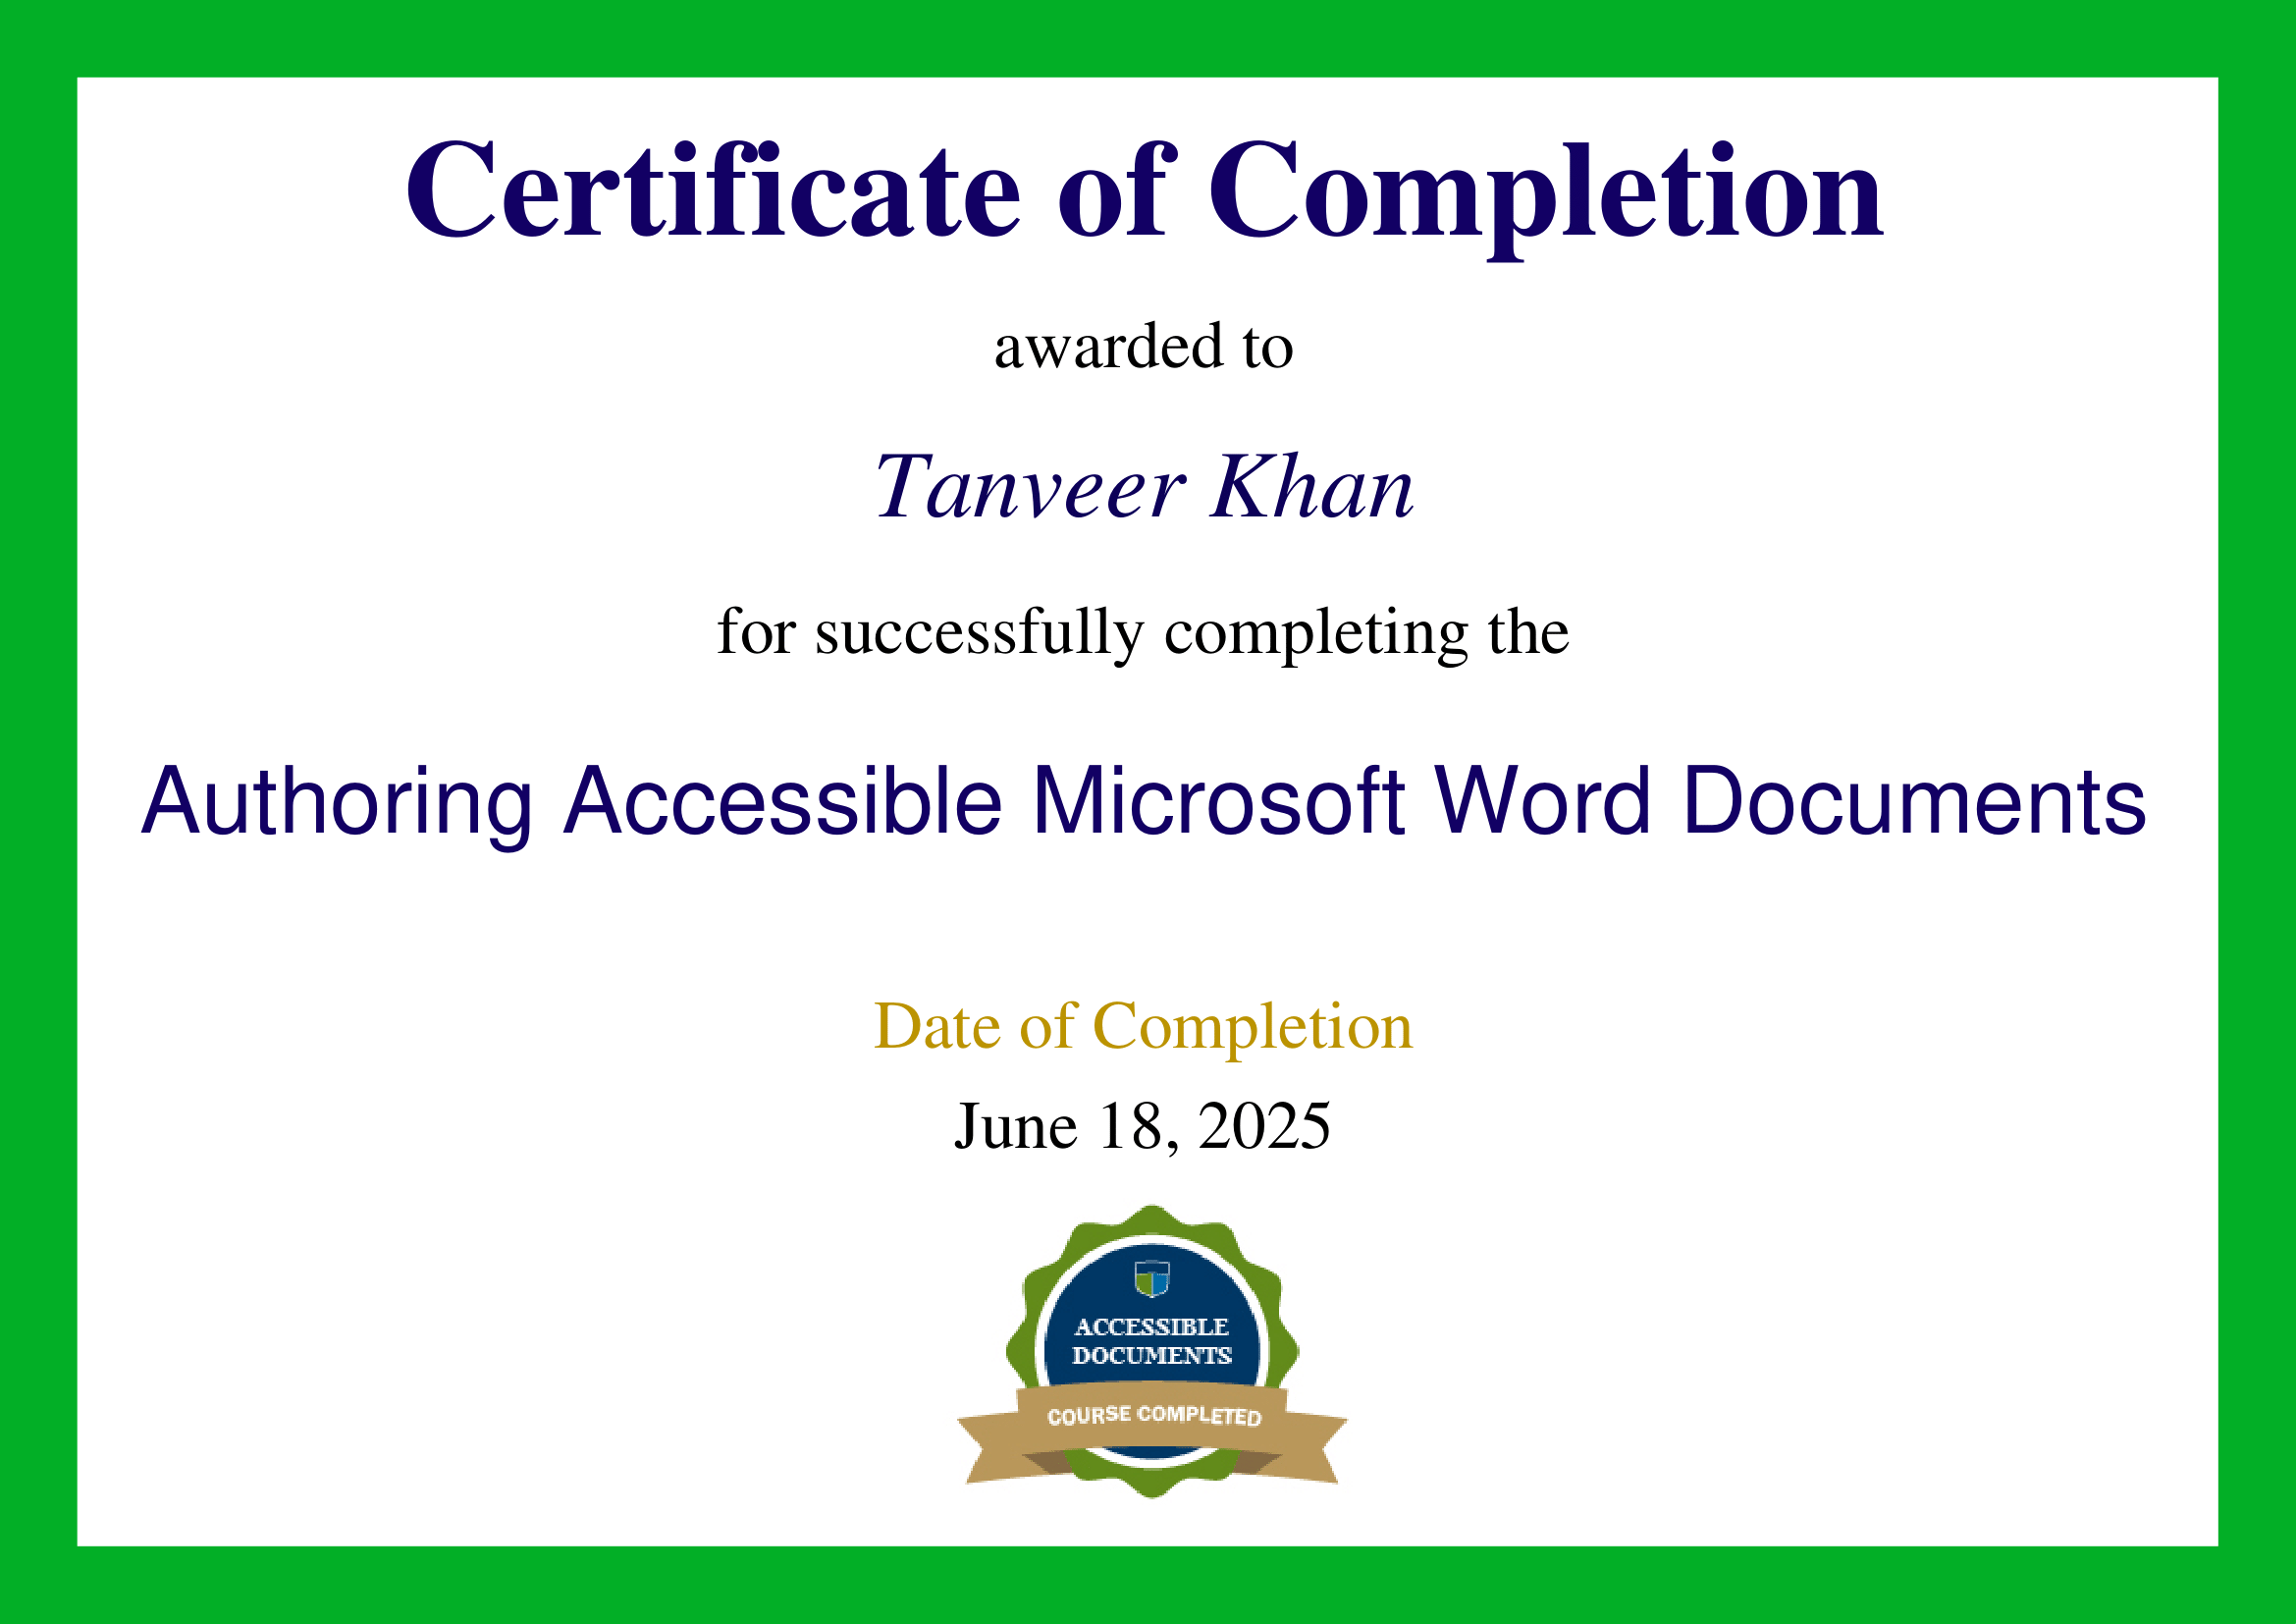 Certificate of Completion
awarded to
Tanveer Khan
for successfully completing the
Authoring Accessible Microsoft Word Documents
Date of Completion
June 18, 2025
ACCESSIBLE
DOCUMENTS
COURSE COMPLETED